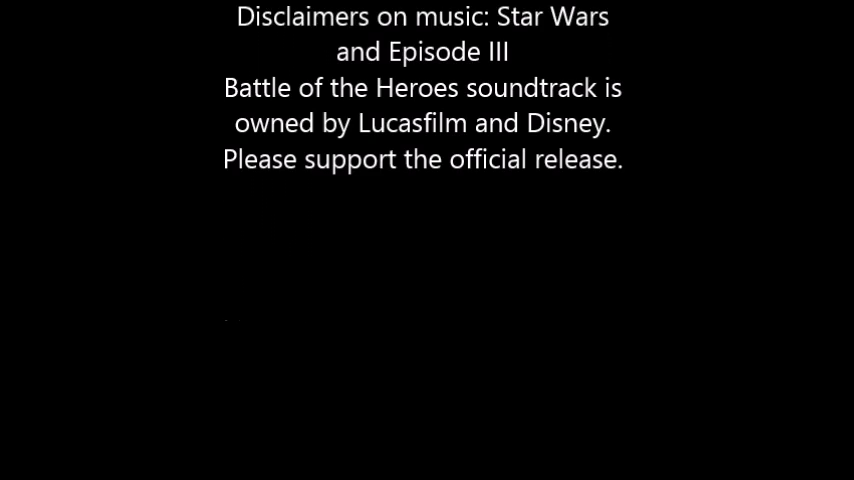 Disclaimers on music: Star Wars
and Episode III
Battle of the Heroes soundtrack is
owned by Lucasfilm and Disney.
Please support the official release.